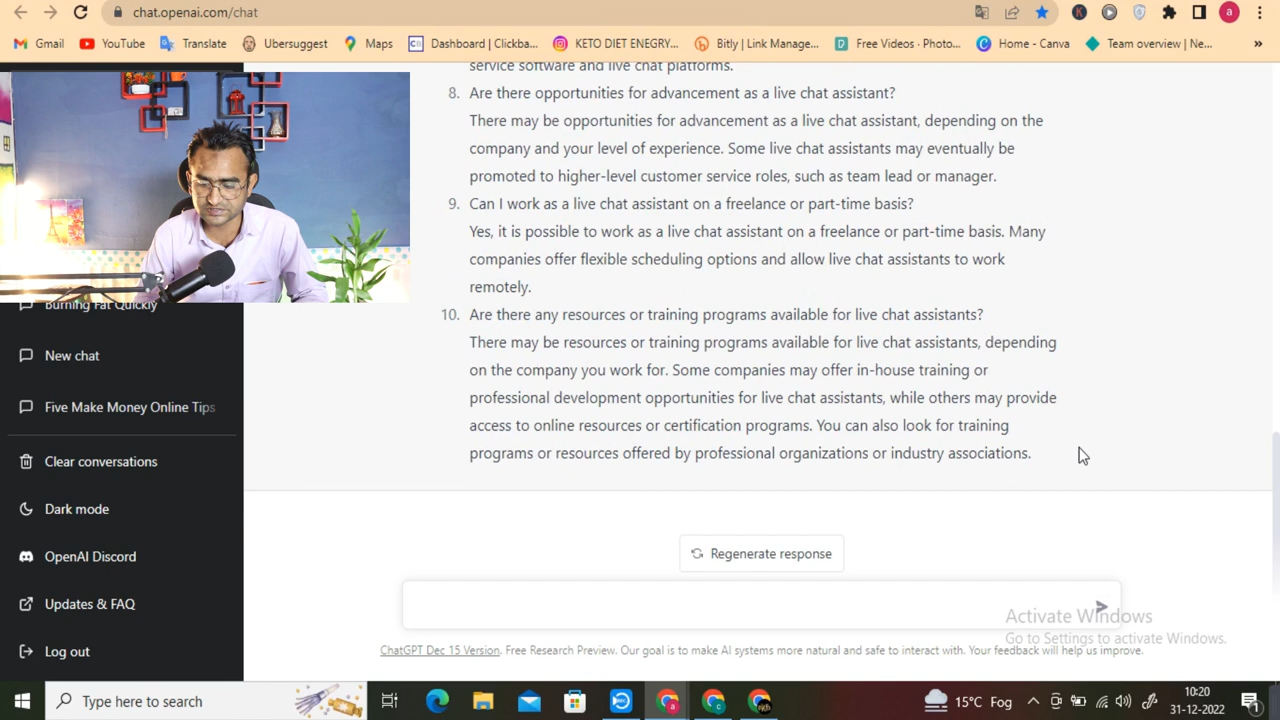 chat.openai.com/chat
a
Gmail
YouTube
Translate
Ubersuggest
Maps
Dashboard | Clickba...
KETO DIET ENEGRY...
Bitly | Link Manage...
Free Videos · Photo...
Home - Canva
Team overview | Ne...
»
service software and live chat platforms.
8. Are there opportunities for advancement as a live chat assistant?
There may be opportunities for advancement as a live chat assistant, depending on the
company and your level of experience. Some live chat assistants may eventually be
promoted to higher-level customer service roles, such as team lead or manager.
9. Can I work as a live chat assistant on a freelance or part-time basis?
Yes, it is possible to work as a live chat assistant on a freelance or part-time basis. Many
companies offer flexible scheduling options and allow live chat assistants to work
remotely.
10. Are there any resources or training programs available for live chat assistants?
There may be resources or training programs available for live chat assistants, depending
on the company you work for. Some companies may offer in-house training or
professional development opportunities for live chat assistants, while others may provide
access to online resources or certification programs. You can also look for training
programs or resources offered by professional organizations or industry associations.
Burning Fat Quickly
New chat
Five Make Money Online Tips
Clear conversations
Dark mode
OpenAI Discord
Updates & FAQ
Log out
Regenerate response
Activate Windows
Go to Settings to activate Windows.
ChatGPT Dec 15 Version. Free Research Preview. Our goal is to make AI systems more natural and safe to interact with. Your feedback will help us improve.
Type here to search
15°C Fog
10:20
31-12-2022